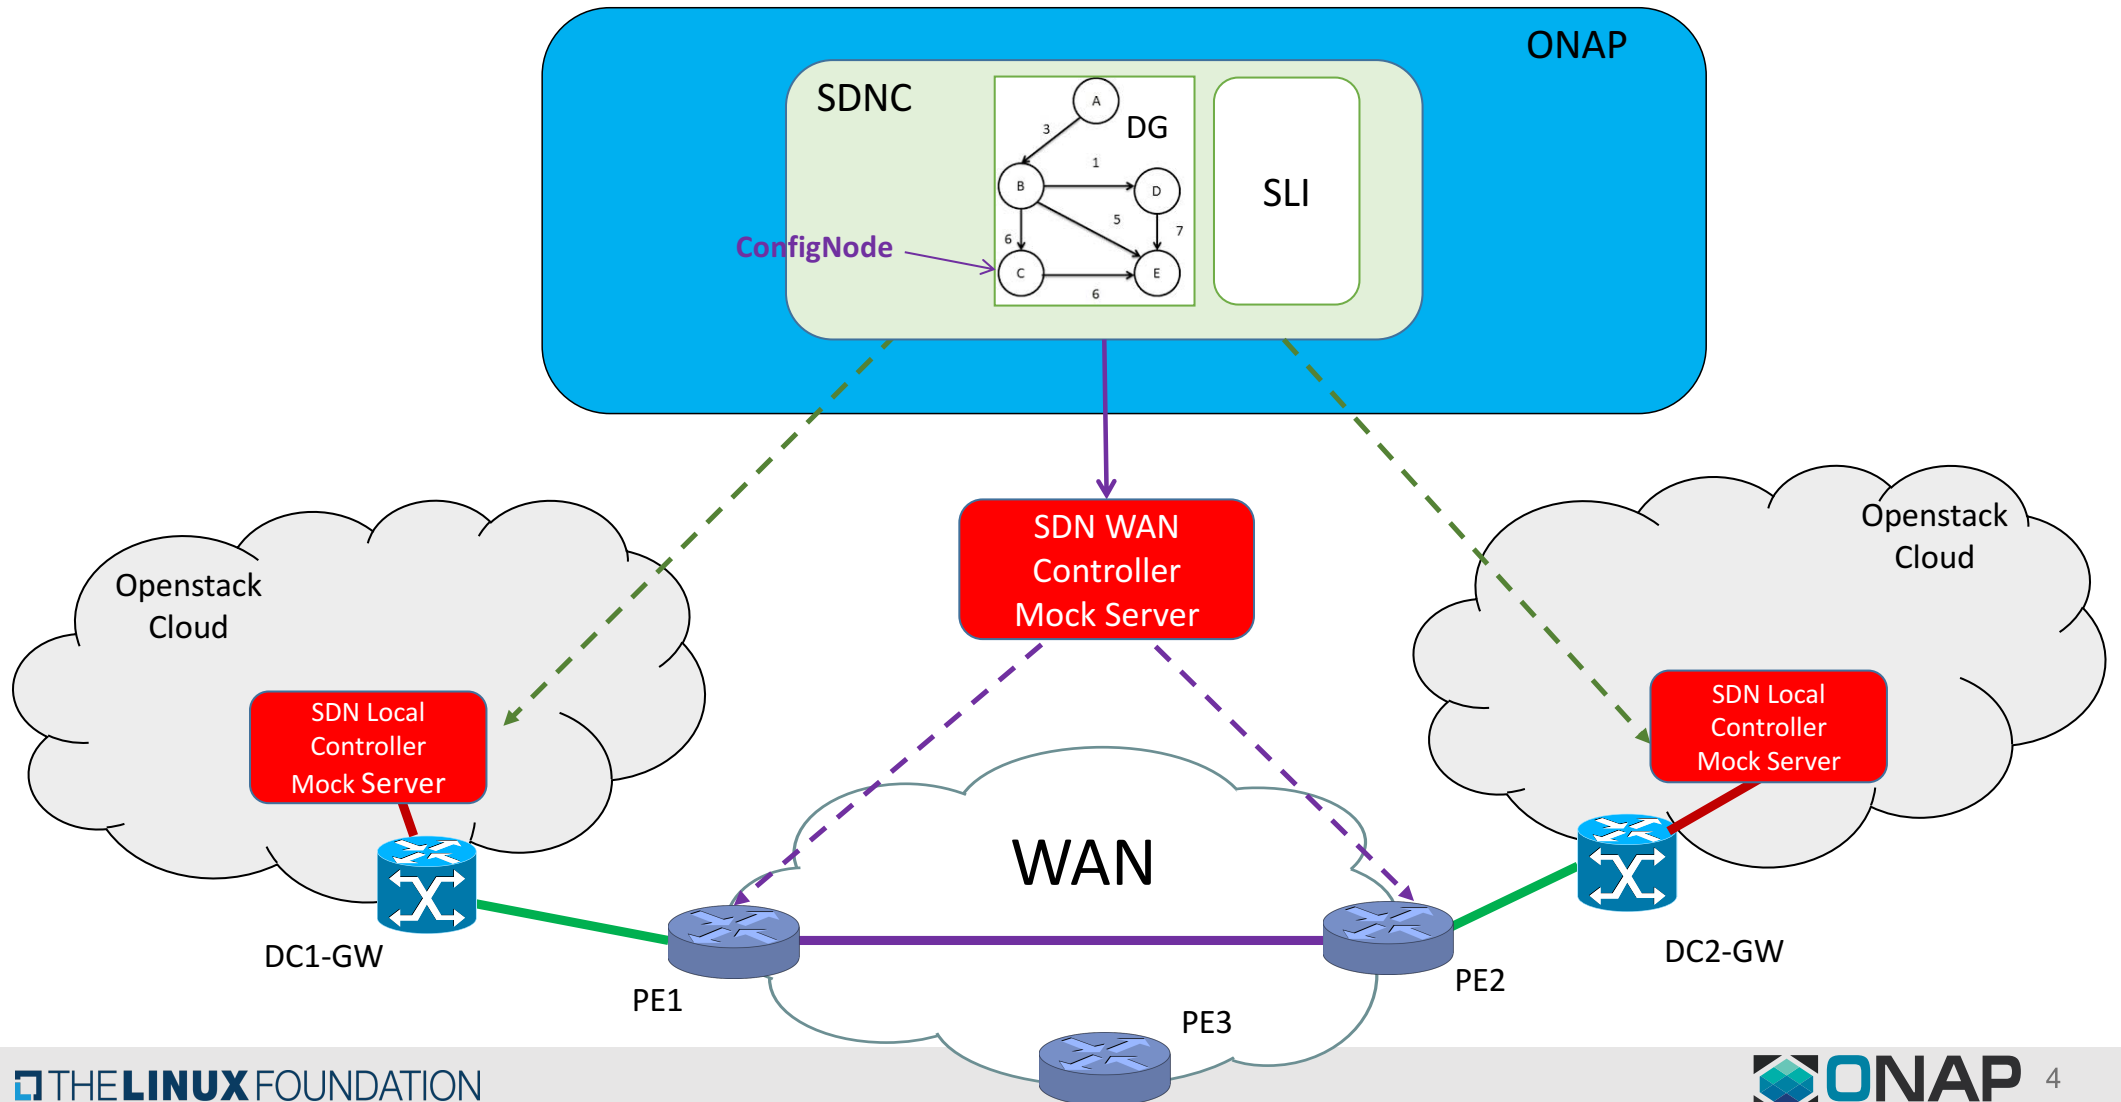 ONAP
SDNC
A
DG
3
1
B
D
SLI
5
6
7
ConfigNode
C
E
6
SDN WAN
Controller
Mock Server
Openstack
Cloud
Openstack
Cloud
SDN Local
Controller
Mock Server
SDN Local
Controller
Mock Server
WAN
DC1-GW
DC2-GW
PE1
PE2
PE3
THE LINUX FOUNDATION
ONAP
4